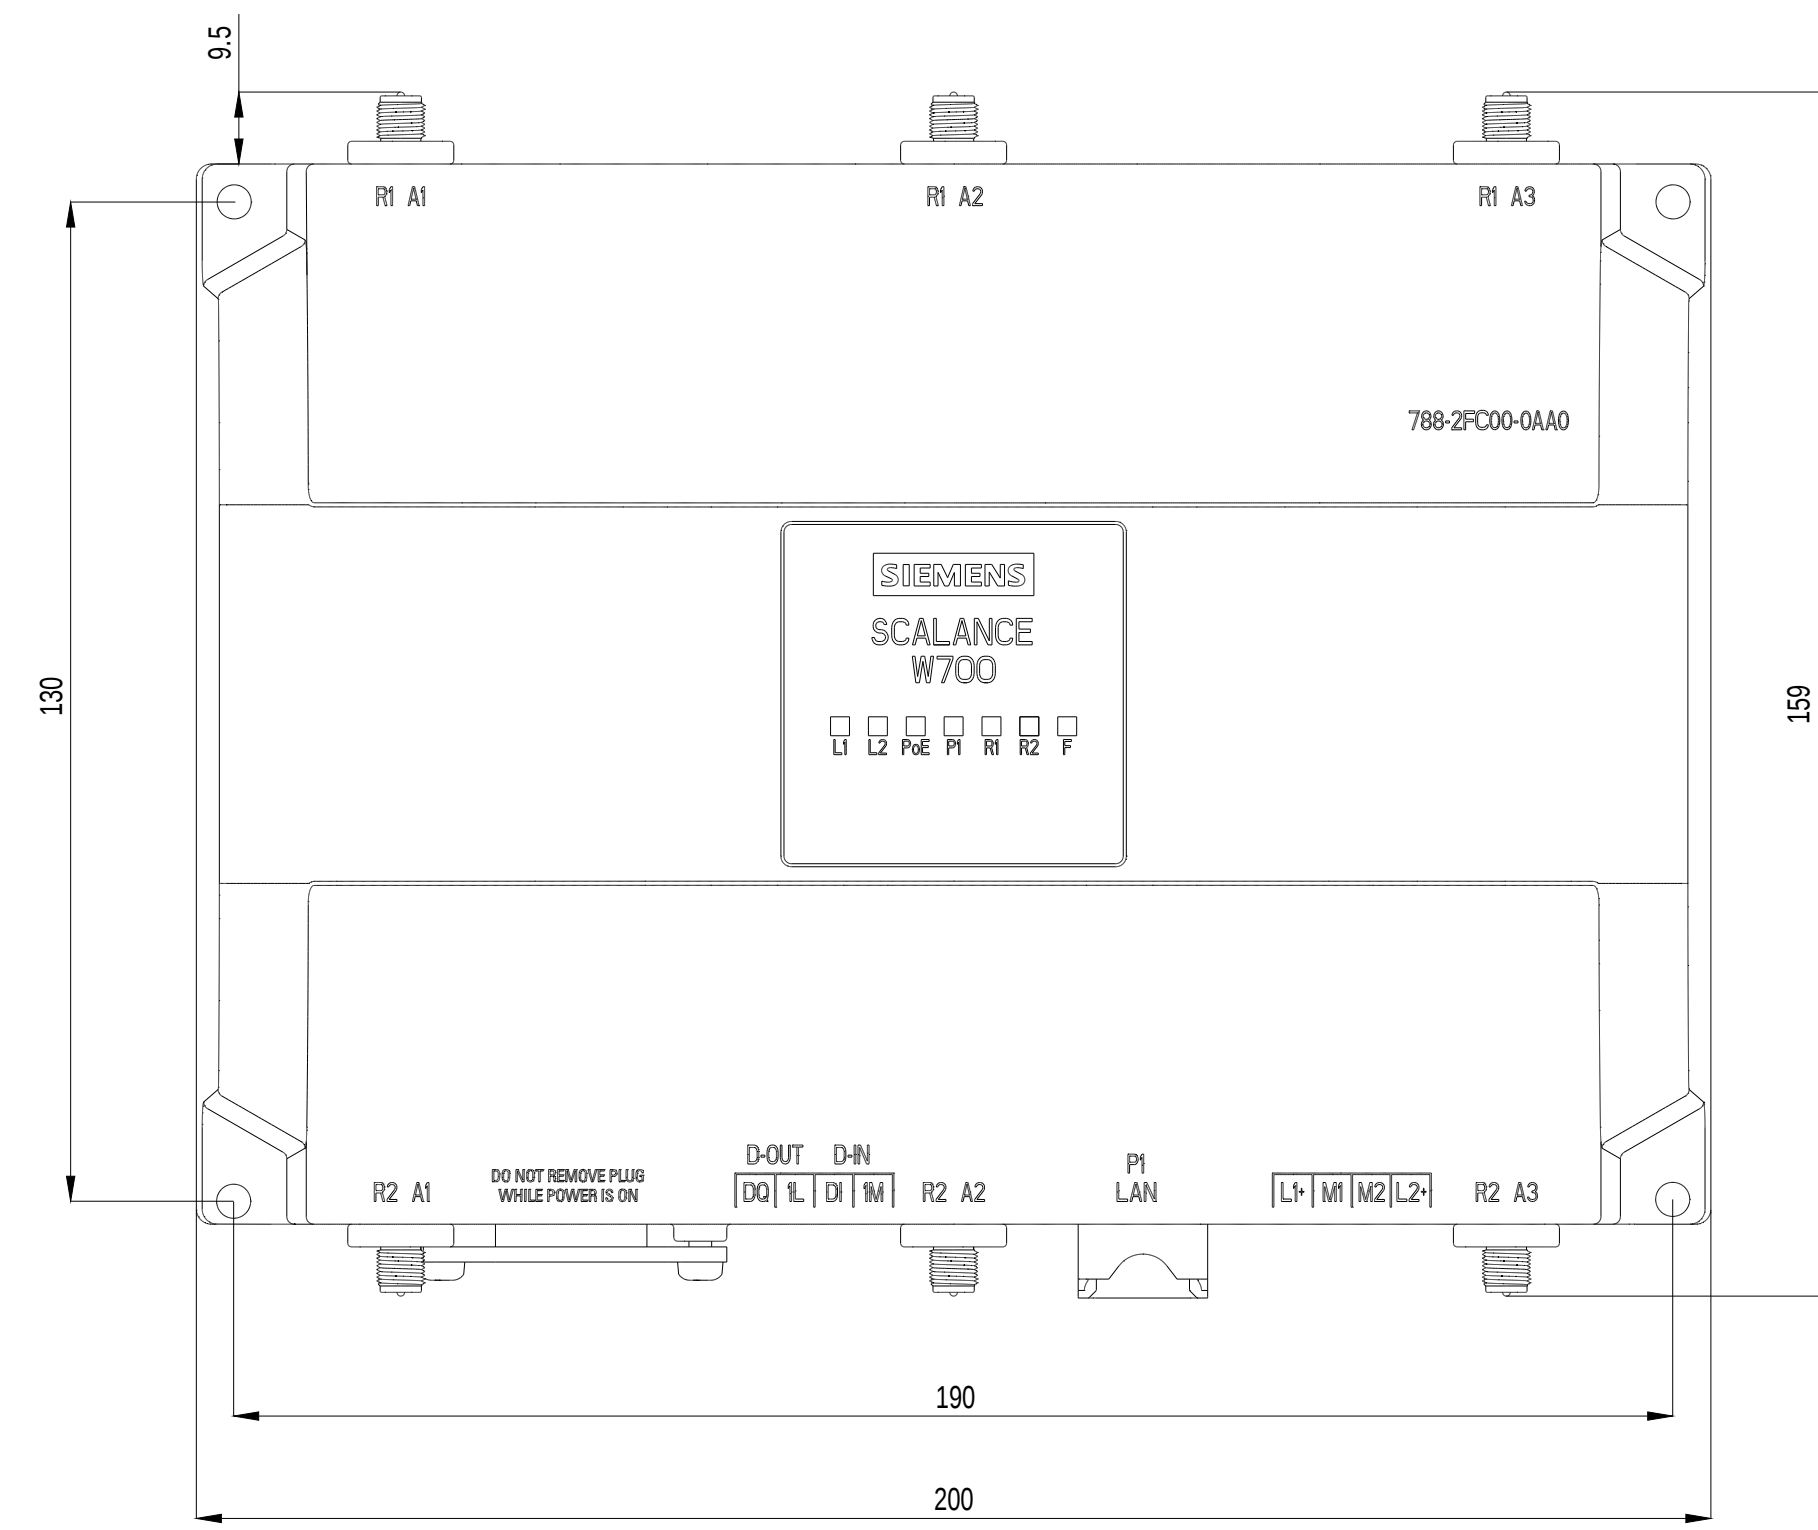 9.5
R1 A1
R1 A2
R1 A3
788-2FC00-0AA0
SIEMENS
SCALANCE
W700
130
159
L1 L2 PoE P1 R1 R2 F
D-OUT D-IN
P1
DO NOT REMOVE PLUG
WHILE POWER IS ON
R2 A1
DQ 1L DI 1M
R2 A2
LAN
L1+ M1 M2 L2+
R2 A3
190
200